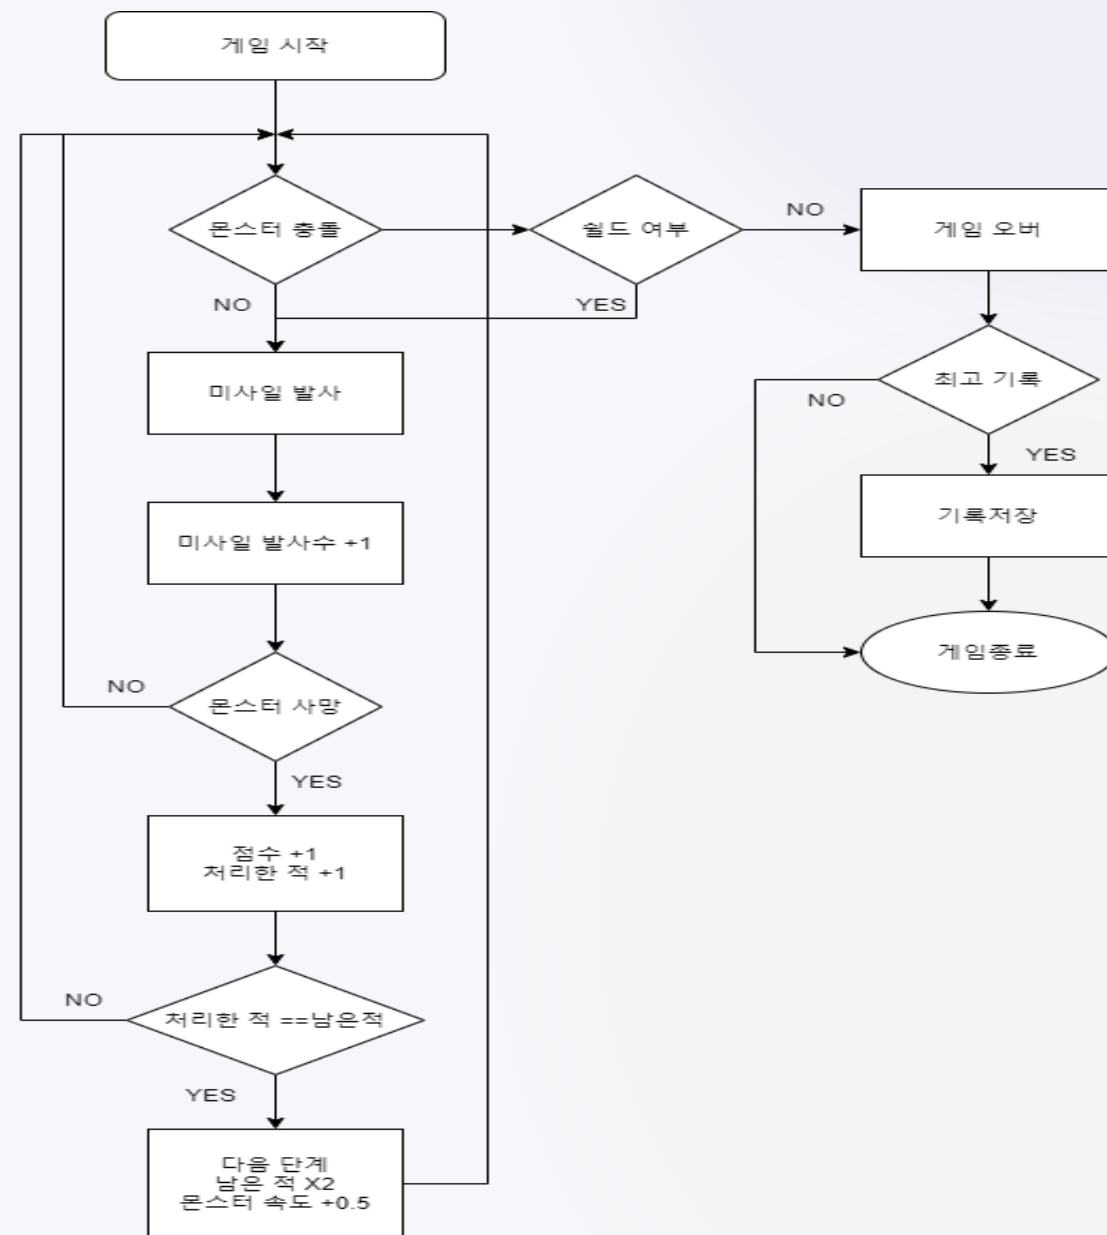 게임 시작
몬스터 충돌
쉴드 여부
NO
게임 오버
NO
YES
미사일 발사
최고 기록
NO
YES
기록저장
미사일 발사수 +1
게임종료
몬스터 사망
NO
YES
점수 +1
처리한 적 +1
처리한 적 ==남은적
NO
YES
다음 단계
남은 적 X2
몬스터 속도 +0.5